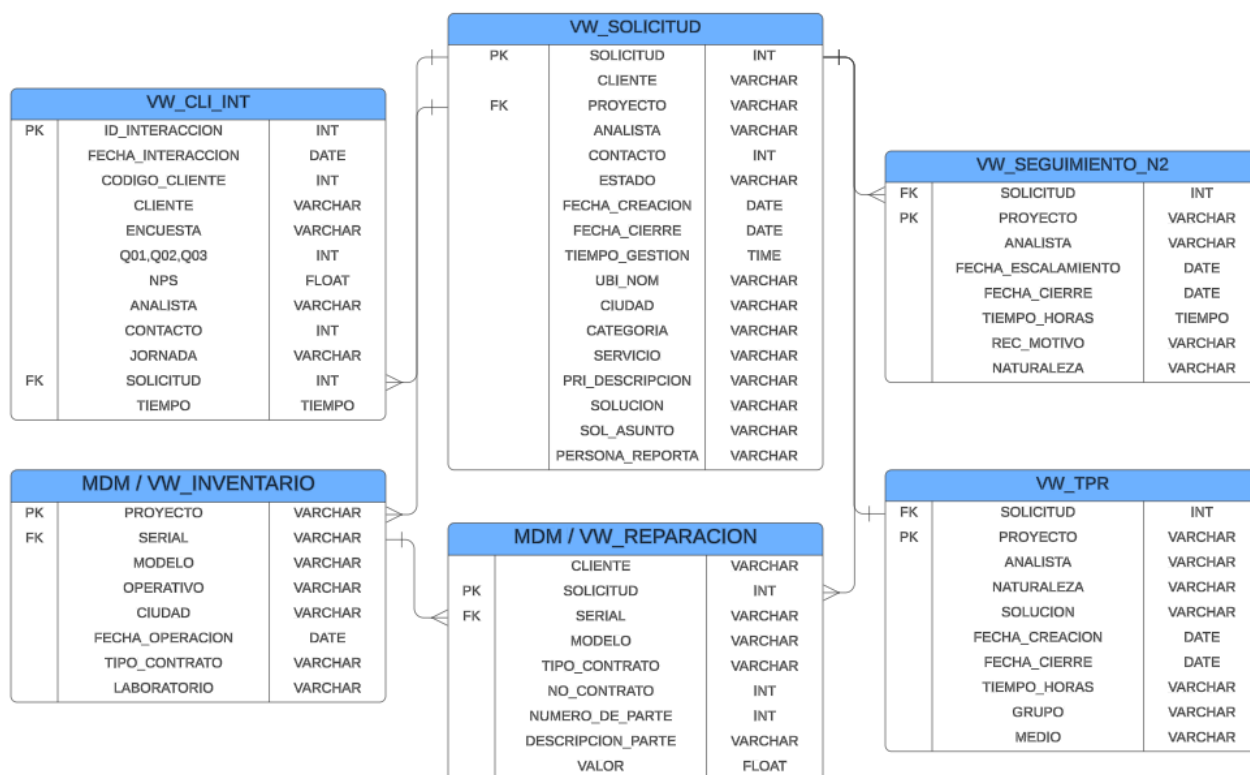 VW_SOLICITUD
PK SOLICITUD INT
CLIENTE VARCHAR
FK PROYECTO VARCHAR
ANALISTA VARCHAR
CONTACTO INT
ESTADO VARCHAR
FECHA_CREACION DATE
FECHA_CIERRE DATE
TIEMPO_GESTION TIME
UBI_NOM VARCHAR
CIUDAD VARCHAR
CATEGORIA VARCHAR
SERVICIO VARCHAR
PRI_DESCRIPCION VARCHAR
SOLUCION VARCHAR
SOL_ASUNTO VARCHAR
PERSONA_REPORTA VARCHAR
VW_CLI_INT
PK ID_INTERACCION INT
FECHA_INTERACCION DATE
CODIGO_CLIENTE INT
CLIENTE VARCHAR
ENCUESTA VARCHAR
Q01,Q02,Q03 INT
NPS FLOAT
ANALISTA VARCHAR
CONTACTO INT
JORNADA VARCHAR
FK SOLICITUD INT
TIEMPO TIEMPO
VW_SEGUIMIENTO_N2
FK SOLICITUD INT
PK PROYECTO VARCHAR
ANALISTA VARCHAR
FECHA_ESCALAMIENTO DATE
FECHA_CIERRE DATE
TIEMPO_HORAS TIEMPO
REC_MOTIVO VARCHAR
NATURALEZA VARCHAR
MDM / VW_INVENTARIO
PK PROYECTO VARCHAR
FK SERIAL VARCHAR
MODELO VARCHAR
OPERATIVO VARCHAR
CIUDAD VARCHAR
FECHA_OPERACION DATE
TIPO_CONTRATO VARCHAR
LABORATORIO VARCHAR
MDM / VW_REPARACION
CLIENTE VARCHAR
PK SOLICITUD INT
FK SERIAL VARCHAR
MODELO VARCHAR
TIPO_CONTRATO VARCHAR
NO_CONTRATO INT
NUMERO_DE_PARTE INT
DESCRIPCION_PARTE VARCHAR
VALOR FLOAT
VW_TPR
FK SOLICITUD INT
PK PROYECTO VARCHAR
ANALISTA VARCHAR
NATURALEZA VARCHAR
SOLUCION VARCHAR
FECHA_CREACION DATE
FECHA_CIERRE DATE
TIEMPO_HORAS VARCHAR
GRUPO VARCHAR
MEDIO VARCHAR